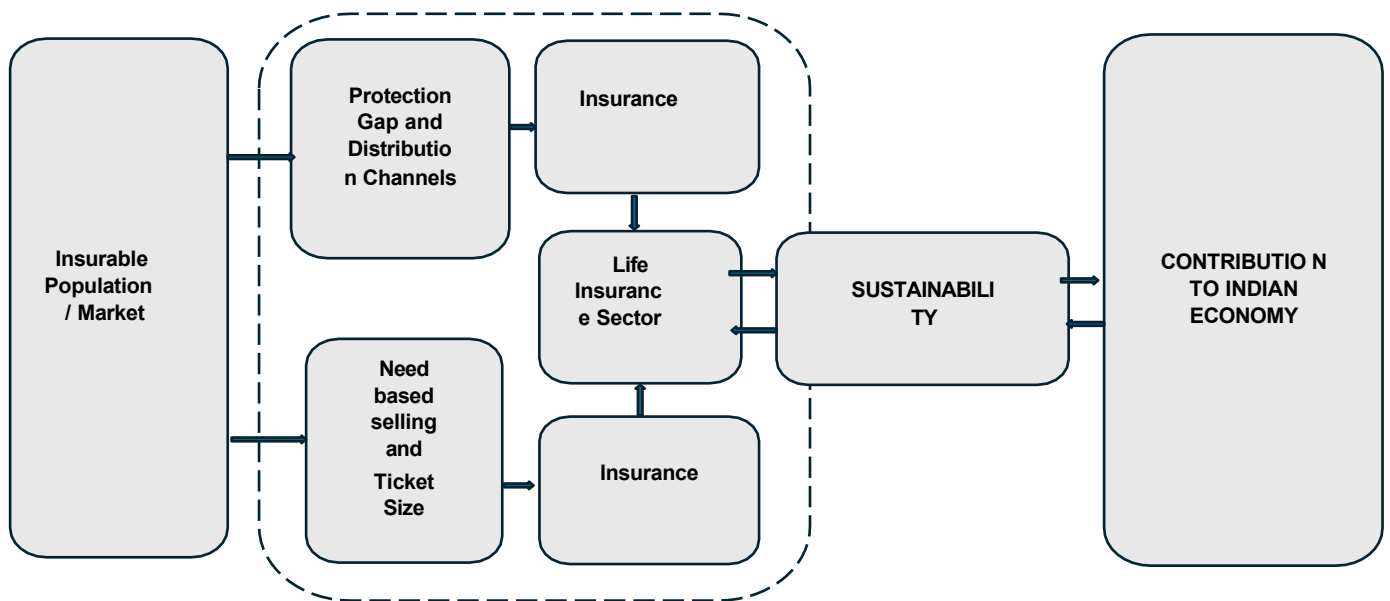 Protection
Gap and
Distributio
n Channels
Insurance
Insurable
Population
/ Market
Life
Insuranc
e Sector
SUSTAINABILI
TY
CONTRIBUTIO N
TO INDIAN
ECONOMY
Need
based
selling
and
Ticket
Size
Insurance